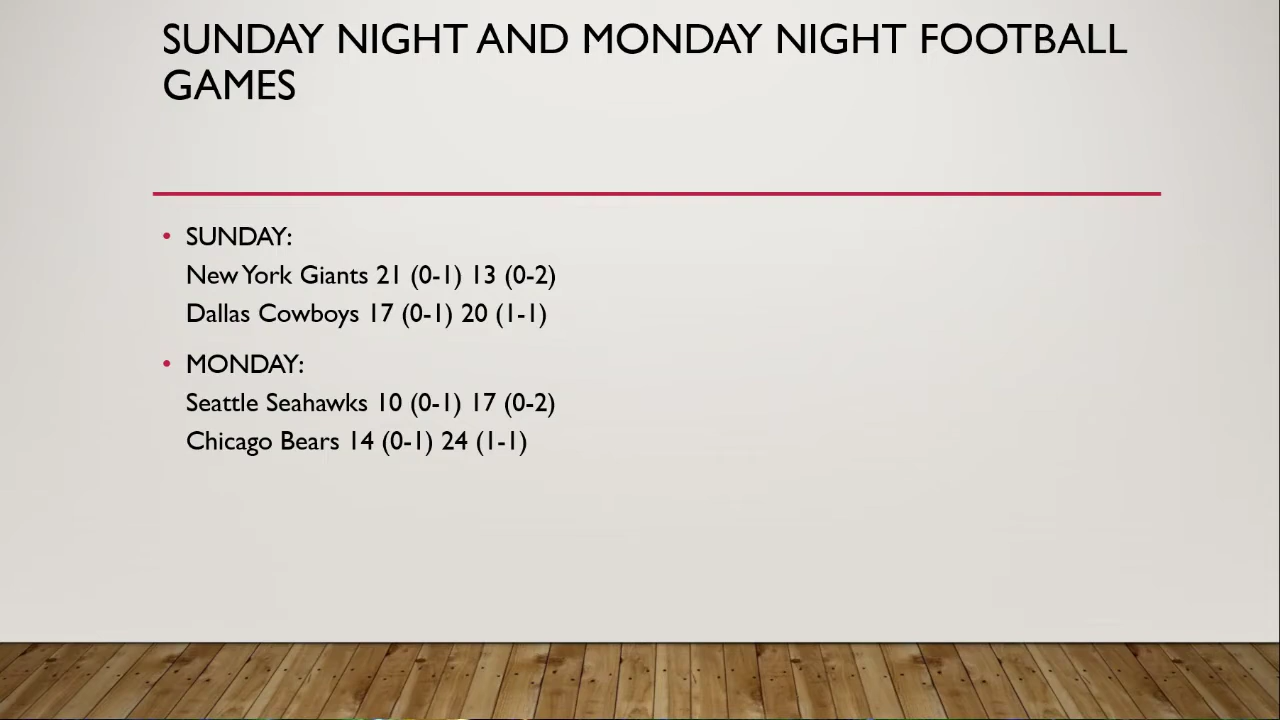 SUNDAY NIGHT AND MONDAY NIGHT FOOTBALL
GAMES
• SUNDAY:
New York Giants 21 (0-1) 13 (0-2)
Dallas Cowboys 17 (0-1) 20 (1-1)
• MONDAY:
Seattle Seahawks 10 (0-1) 17 (0-2)
Chicago Bears 14 (0-1) 24 (1-1)